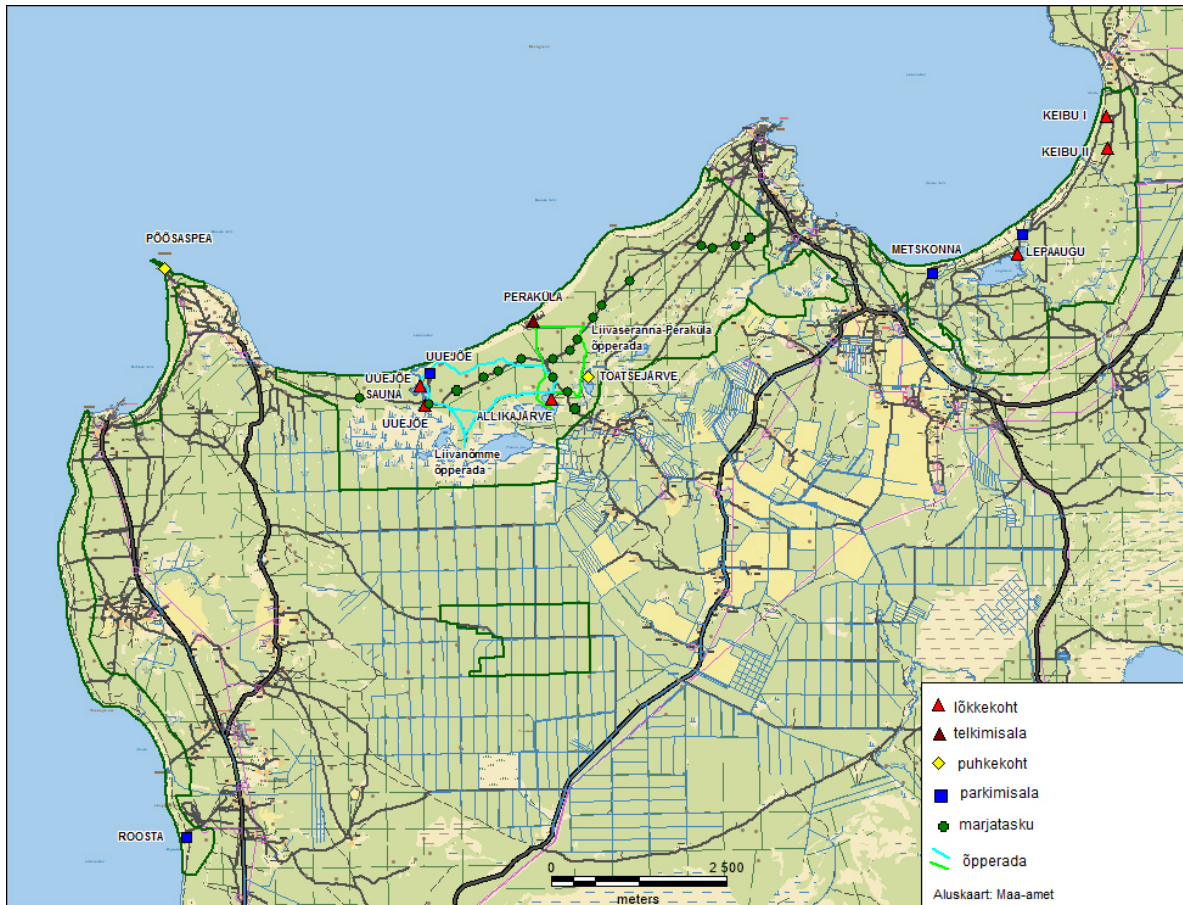 KEIBU I
KEIBU II
PÕÕSASPEA
METSKONNA
LEPAAUGU
PERAKÜLA
Liivaseranna-Peraküla
õpperada
UUEJÕE
TOATSEJÄRVE
UUEJÕE
SAUNA
ALLIKAJÄRVE
UUEJÕE
Liivanõmme
õpperada
ROOSTA
lõkkekoht
telkimisala
puhkekoht
parkimisala
marjatasku
õpperada
2 500
meters
Aluskaart: Maa-amet